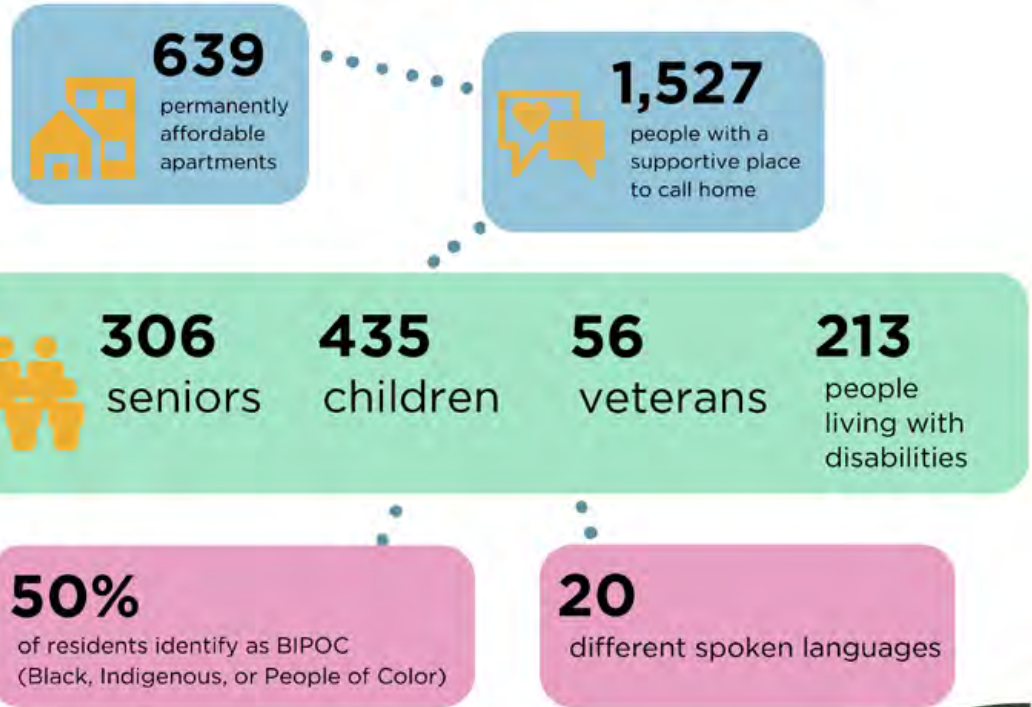 639
permanently
affordable
apartments
1,527
people with a
supportive place
to call home
306
seniors
435
children
56
veterans
213
people
living with
disabilities
50%
of residents identify as BIPOC
(Black, Indigenous, or People of Color)
20
different spoken languages